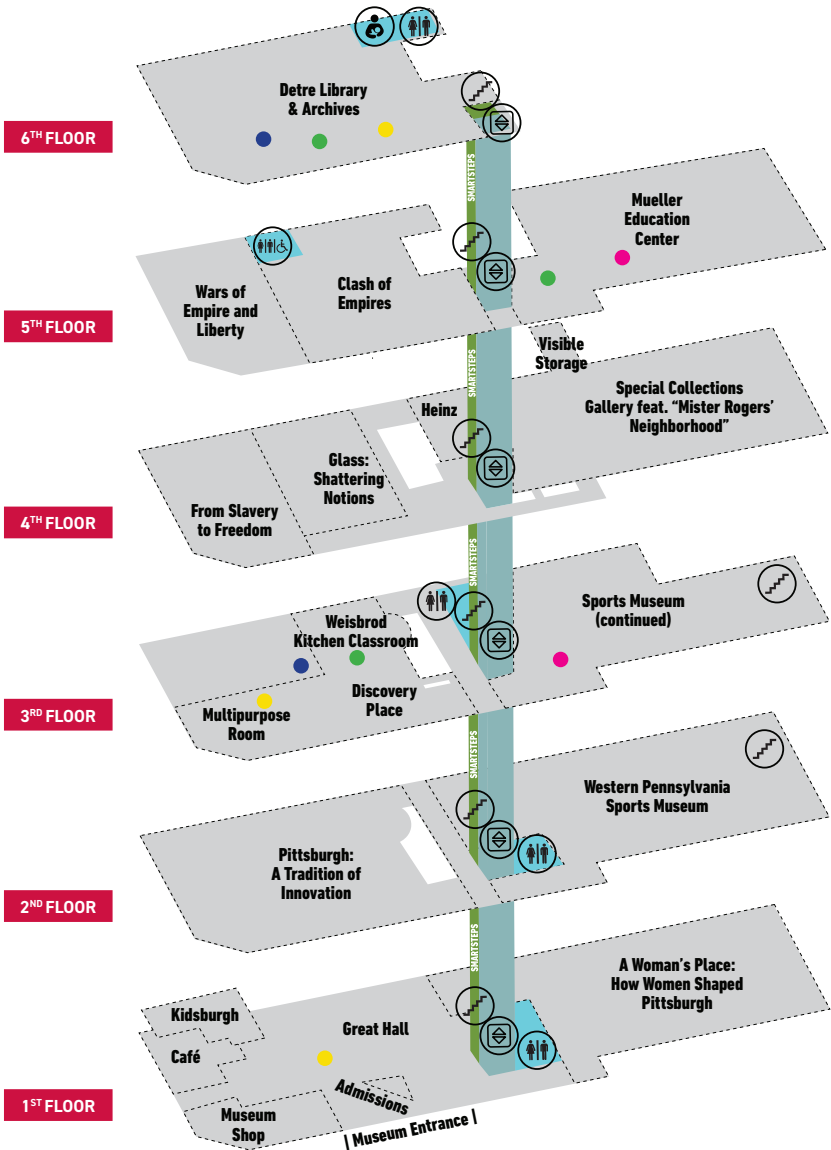 Detre Library
& Archives
6TH FLOOR
SMARTSTEPS
Mueller
Education
Center
Wars of
Empire and
Liberty
Clash of
Empires
5TH FLOOR
SMARTSTEPS
Visible
Storage
Heinz
Special Collections
Gallery feat. “Mister Rogers’
Neighborhood”
Glass:
Shattering
Notions
From Slavery
to Freedom
4TH FLOOR
SMARTSTEPS
Sports Museum
(continued)
Weisbrod
Kitchen Classroom
Discovery
Place
Multipurpose
Room
3RD FLOOR
SMARTSTEPS
Western Pennsylvania
Sports Museum
Pittsburgh:
A Tradition of
Innovation
2ND FLOOR
SMARTSTEPS
A Woman’s Place:
How Women Shaped
Pittsburgh
Kidsburgh
Great Hall
Café
Admissions
Museum
Shop
| Museum Entrance |
1ST FLOOR